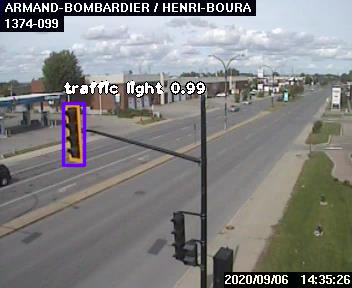 ARMAND-BOMBARDIER / HENRI-BOURA
1374-099
traffic light 0.99
2020/09/06 14:35:26